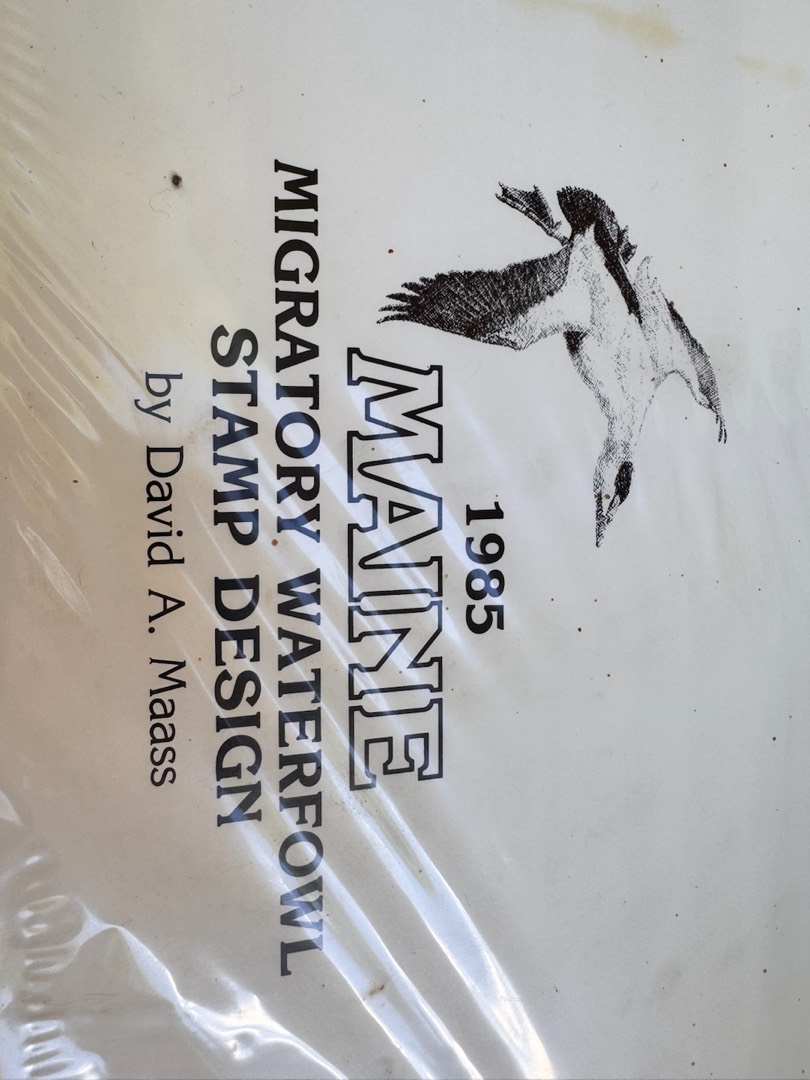 1985
MAINE
MIGRATORY WATERFOWL
STAMP DESIGN
by David A. Maass